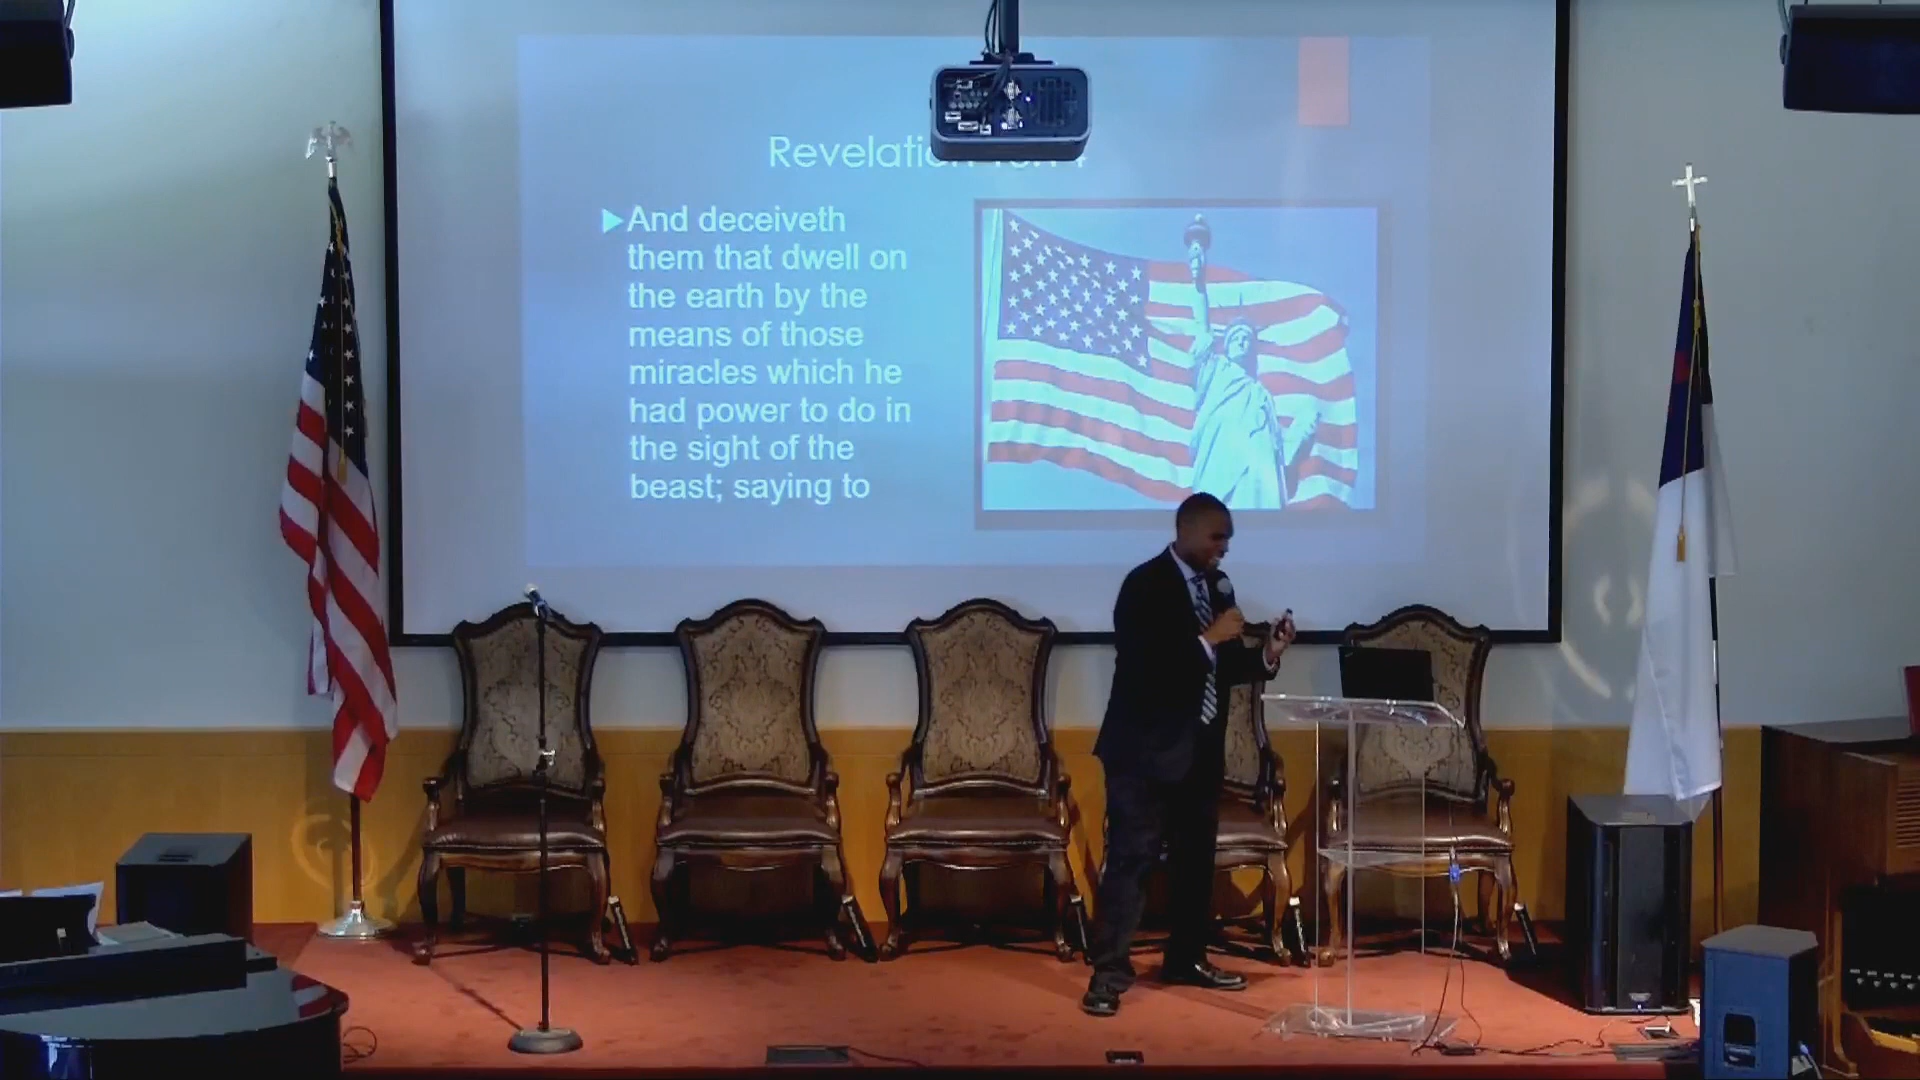 And deceiveth
them that dwell on
the earth by the
means of those
miracles which he
had power to do in
the sight of the
beast; saying to